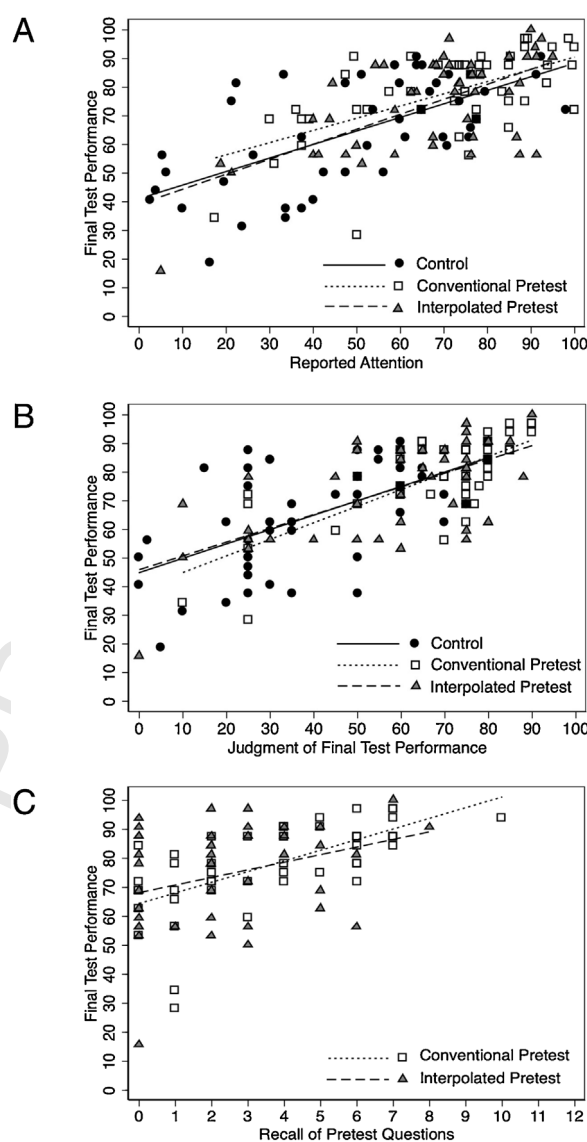 A
Final Test Performance
100
90
80
70
60
50
40
30
20
10
0
Control
Conventional Pretest
Interpolated Pretest
0 10 20 30 40 50 60 70 80 90 100
Reported Attention
B
Final Test Performance
100
90
80
70
60
50
40
30
20
10
0
Control
Conventional Pretest
Interpolated Pretest
0 10 20 30 40 50 60 70 80 90 100
Judgment of Final Test Performance
C
Final Test Performance
100
90
80
70
60
50
40
30
20
10
0
Conventional Pretest
Interpolated Pretest
0 1 2 3 4 5 6 7 8 9 10 11 12
Recall of Pretest Questions